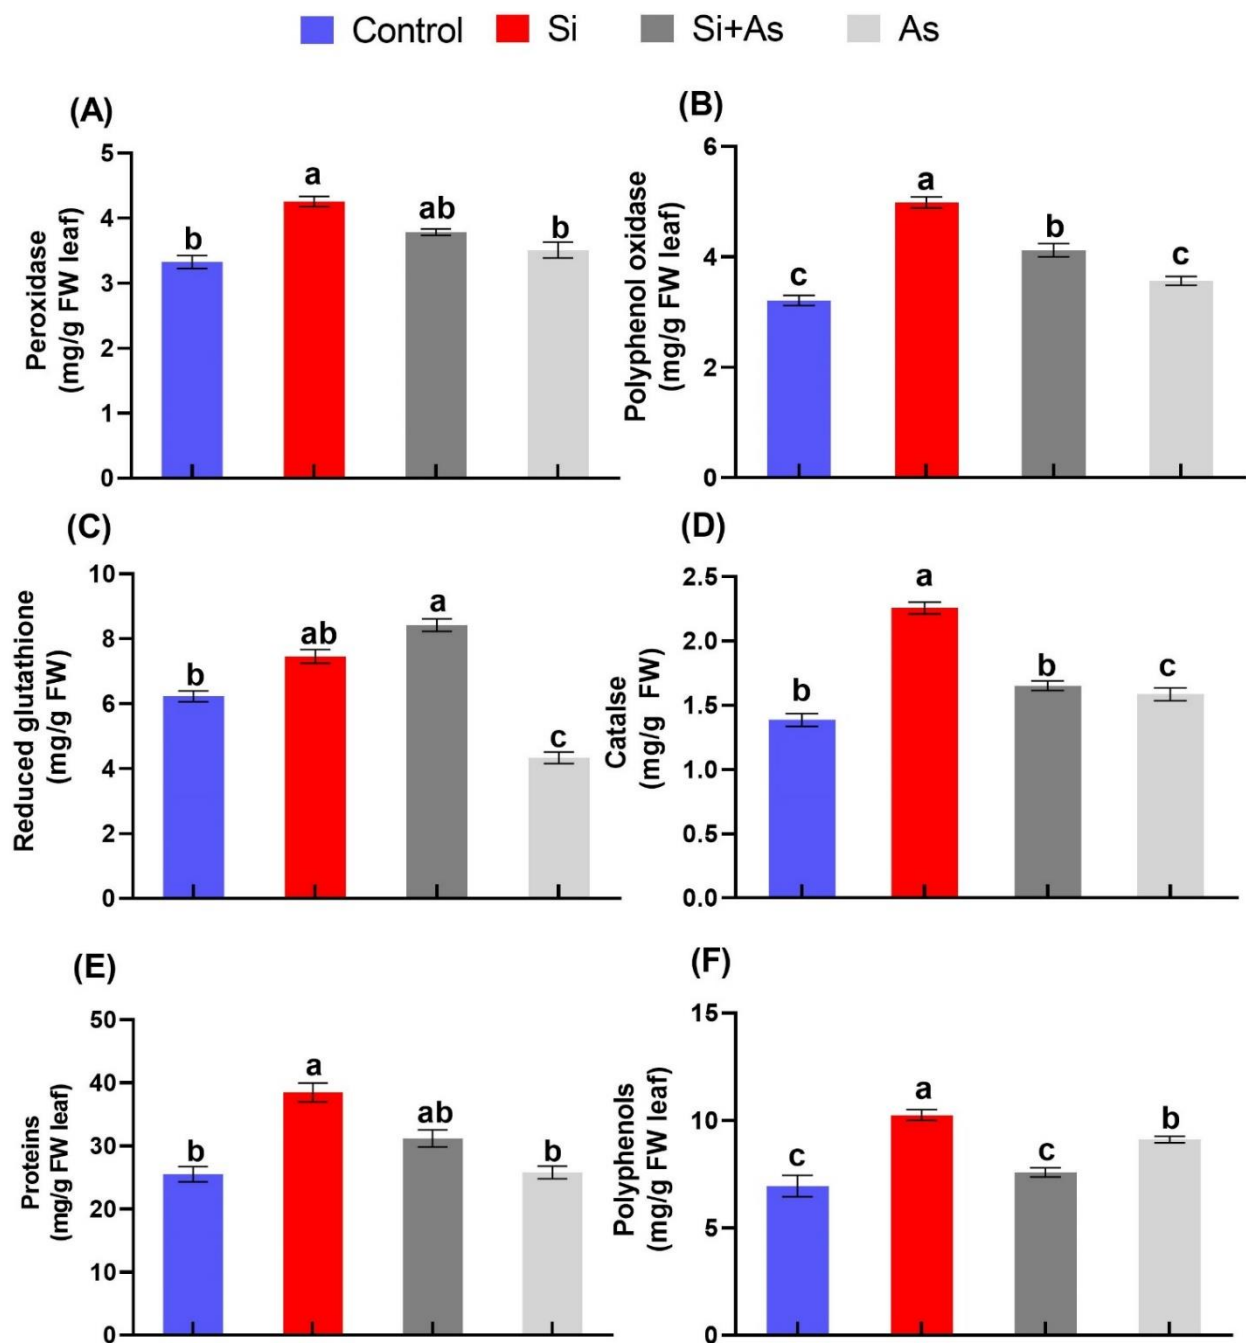 Control Si Si+As As
(A)
Peroxidase
(mg/g FW leaf)
5
4
3
2
1
0
b a ab b
(B)
Polyphenol oxidase
(mg/g FW leaf)
6
4
2
0
c a b c
(C)
Reduced glutathione
(mg/g FW)
10
8
6
4
2
0
b ab a c
(D)
Catalse
(mg/g FW)
2.5
2.0
1.5
1.0
0.5
0.0
b a b c
(E)
Proteins
(mg/g FW leaf)
50
40
30
20
10
0
b a ab b
(F)
Polyphenols
(mg/g FW leaf)
15
10
5
0
c a c b